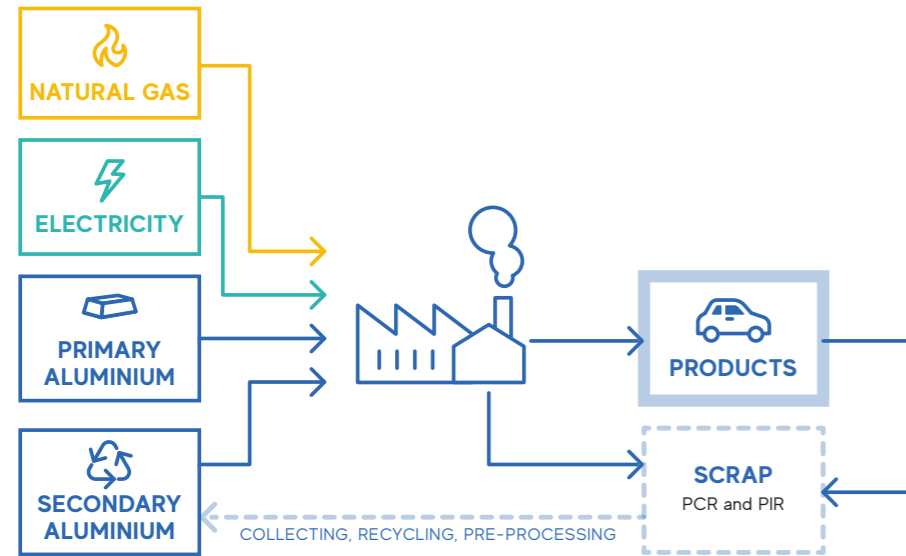 NATURAL GAS
ELECTRICITY
PRIMARY
ALUMINIUM
SECONDARY
ALUMINIUM
PRODUCTS
SCRAP
PCR and PIR
COLLECTING, RECYCLING, PRE-PROCESSING